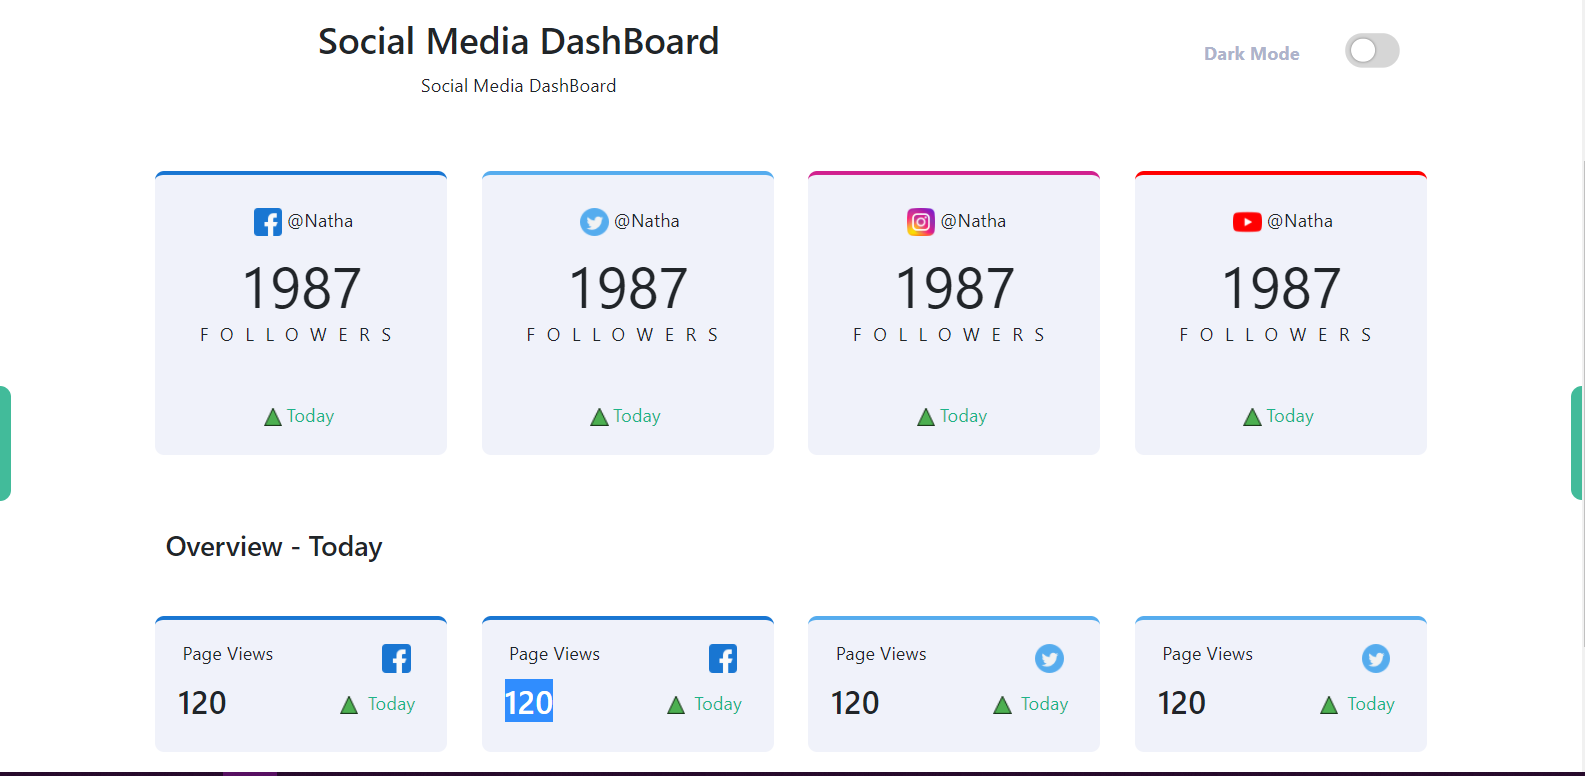 Social Media DashBoard
Social Media DashBoard
Dark Mode
@Natha @Natha @Natha @Natha
1987 1987 1987 1987
FOLLOWERS FOLLOWERS FOLLOWERS FOLLOWERS
Today Today Today Today
Overview - Today
Page Views Page Views Page Views Page Views
120 Today 120 Today 120 Today 120 Today